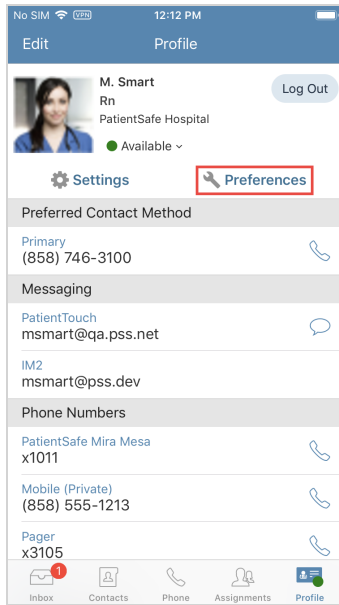 No SIM VPN 12:12 PM
Edit Profile
M. Smart
Rn
PatientSafe Hospital
Available
Log Out
Settings Preferences
Preferred Contact Method
Primary
(858) 746-3100
Messaging
PatientTouch
msmart@qa.pss.net
IM2
msmart@pss.dev
Phone Numbers
PatientSafe Mira Mesa
x1011
Mobile (Private)
(858) 555-1213
Pager
x3105
1
Inbox Contacts Phone Assignments Profile